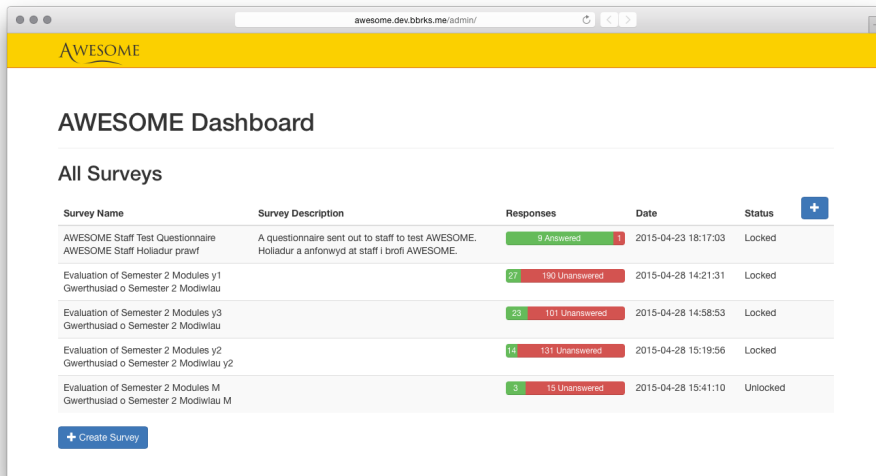 awesome.dev.bbrks.me/admin/
AWESOME
AWESOME Dashboard
All Surveys
Survey Name Survey Description Responses Date Status
AWESOME Staff Test Questionnaire A questionnaire sent out to staff to test AWESOME. 9 Answered 1 2015-04-23 18:17:03 Locked
AWESOME Staff Holiadur prawf Holiadur a anfonwyd at staff i brofi AWESOME.
Evaluation of Semester 2 Modules y1 27 190 Unanswered 2015-04-28 14:21:31 Locked
Gwerthusiad o Semester 2 Modiwlau
Evaluation of Semester 2 Modules y3 23 101 Unanswered 2015-04-28 14:58:53 Locked
Gwerthusiad o Semester 2 Modiwlau
Evaluation of Semester 2 Modules y2 14 131 Unanswered 2015-04-28 15:19:56 Locked
Gwerthusiad o Semester 2 Modiwlau y2
Evaluation of Semester 2 Modules M 3 15 Unanswered 2015-04-28 15:41:10 Unlocked
Gwerthusiad o Semester 2 Modiwlau M
Create Survey